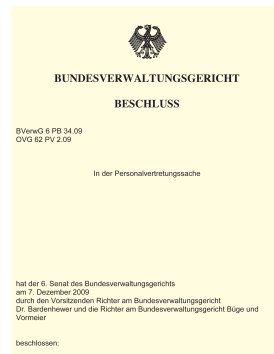 BUNDESVERWALTUNGSGERICHT
BESCHLUSS
BVerwG 6 PB 34.09
OVG 62 PV 2.09
In der Personalvertretungssache
hat der 6. Senat des Bundesverwaltungsgerichts
am 7. Dezember 2009
durch den Vorsitzenden Richter am Bundesverwaltungsgericht
Dr. Bardenhewer und die Richter am Bundesverwaltungsgericht Büge und
Vormeier
beschlossen: